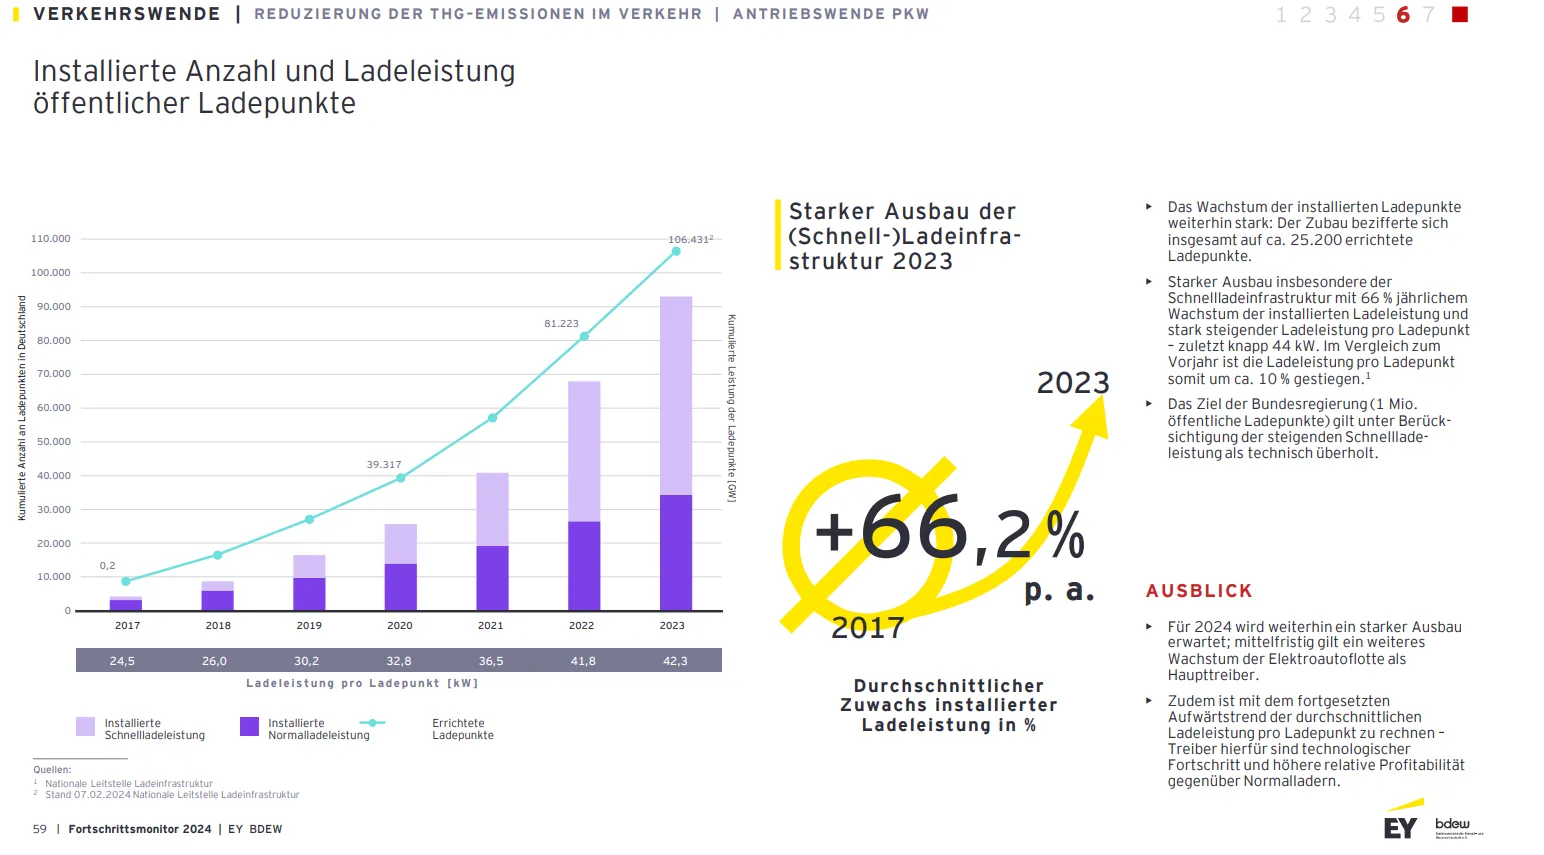 VERKEHRSWENDE | REDUZIERUNG DER THG-EMISSIONEN IM VERKEHR | ANTRIEBSWENDE PKW
1 2 3 4 5 6 7
Installierte Anzahl und Ladeleistung
öffentlicher Ladepunkte
Kumulierte Anzahl an Ladepunkten in Deutschland
110.000
100.000
90.000
80.000
70.000
60.000
50.000
40.000
30.000
20.000
10.000
0
0,2
39.317
81.223
106.431²
Kumulierte Leistung der Ladepunkte [GW]
2017 2018 2019 2020 2021 2022 2023
24,5 26,0 30,2 32,8 36,5 41,8 42,3
Ladeleistung pro Ladepunkt [kW]
Installierte
Schnellladeleistung
Installierte
Normalladeleistung
Errichtete
Ladepunkte
Starker Ausbau der
(Schnell-)Ladeinfra-
struktur 2023
2023
+66,2 %
p. a.
2017
Durchschnittlicher
Zuwachs installierter
Ladeleistung in %
▸ Das Wachstum der installierten Ladepunkte
weiterhin stark: Der Zubau bezifferte sich
insgesamt auf ca. 25.200 errichtete
Ladepunkte.
▸ Starker Ausbau insbesondere der
Schnellladeinfrastruktur mit 66 % jährlichem
Wachstum der installierten Ladeleistung und
stark steigender Ladeleistung pro Ladepunkt
– zuletzt knapp 44 kW. Im Vergleich zum
Vorjahr ist die Ladeleistung pro Ladepunkt
somit um ca. 10 % gestiegen.¹
▸ Das Ziel der Bundesregierung (1 Mio.
öffentliche Ladepunkte) gilt unter Berück-
sichtigung der steigenden Schnelllade-
leistung als technisch überholt.
AUSBLICK
▸ Für 2024 wird weiterhin ein starker Ausbau
erwartet; mittelfristig gilt ein weiteres
Wachstum der Elektroautoflotte als
Haupttreiber.
▸ Zudem ist mit dem fortgesetzten
Aufwärtstrend der durchschnittlichen
Ladeleistung pro Ladepunkt zu rechnen –
Treiber hierfür sind technologischer
Fortschritt und höhere relative Profitabilität
gegenüber Normalladern.
Quellen:
¹ Nationale Leitstelle Ladeinfrastruktur
² Stand 07.02.2024 Nationale Leitstelle Ladeinfrastruktur
59 | Fortschrittsmonitor 2024 | EY BDEW
EY
bdew